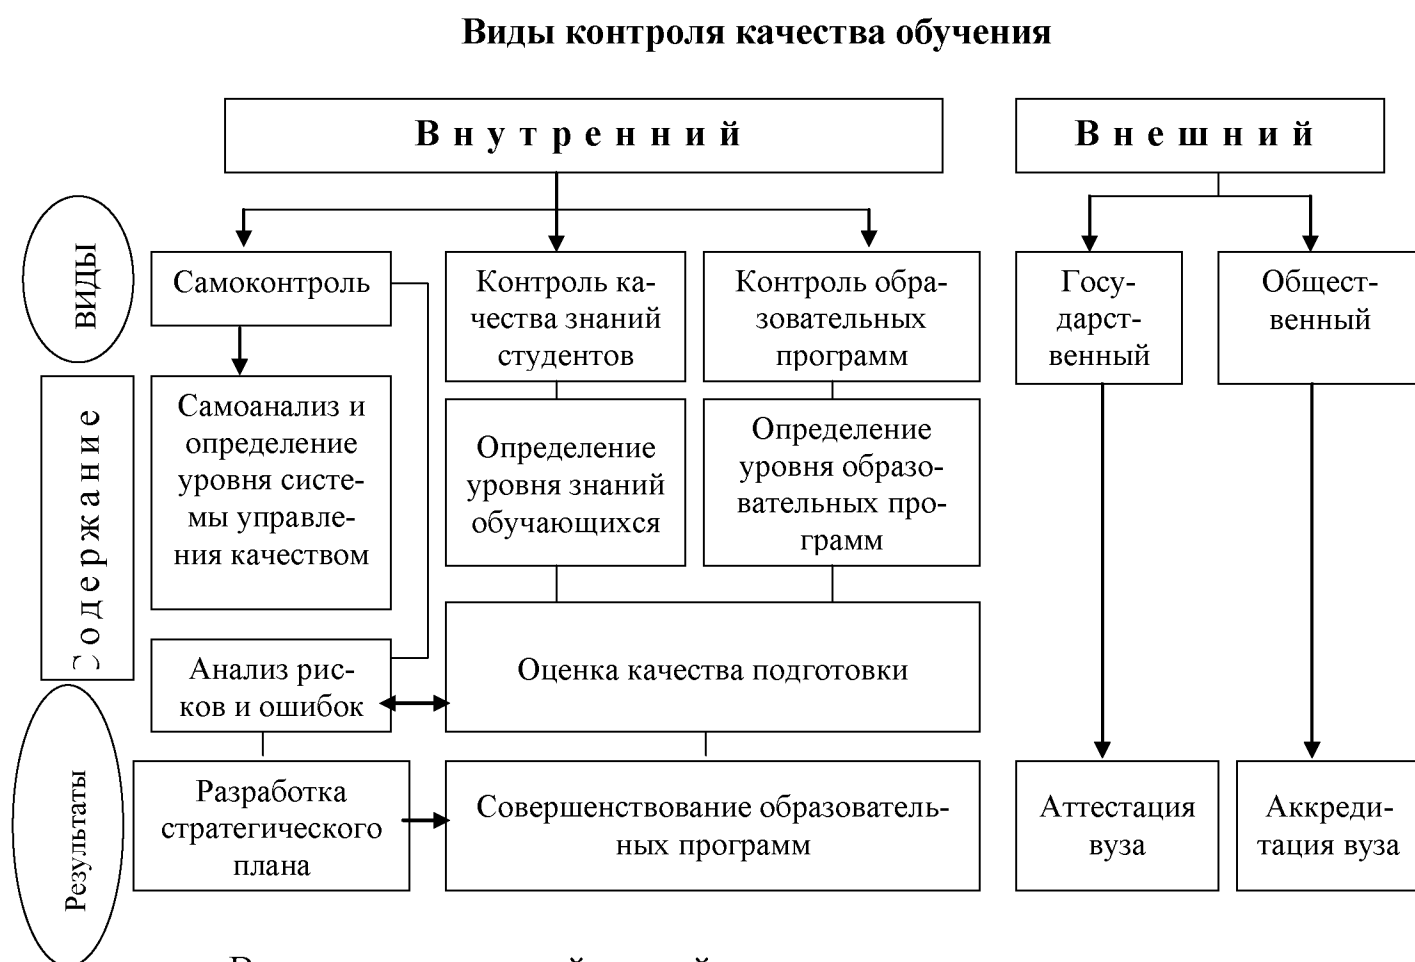 Виды контроля качества обучения
Внутренний
Внешний
ВИДЫ
Самоконтроль
Контроль ка-
чества знаний
студентов
Контроль обра-
зовательных
программ
Госу-
дарст-
венный
Общест-
венный
Содержание
Самоанализ и
определение
уровня систе-
мы управле-
ния качеством
Определение
уровня знаний
обучающихся
Определение
уровня образо-
вательных про-
грамм
Анализ рис-
ков и ошибок
Оценка качества подготовки
Результаты
Разработка
стратегического
плана
Совершенствование образователь-
ных программ
Аттестация
вуза
Аккреди-
тация вуза